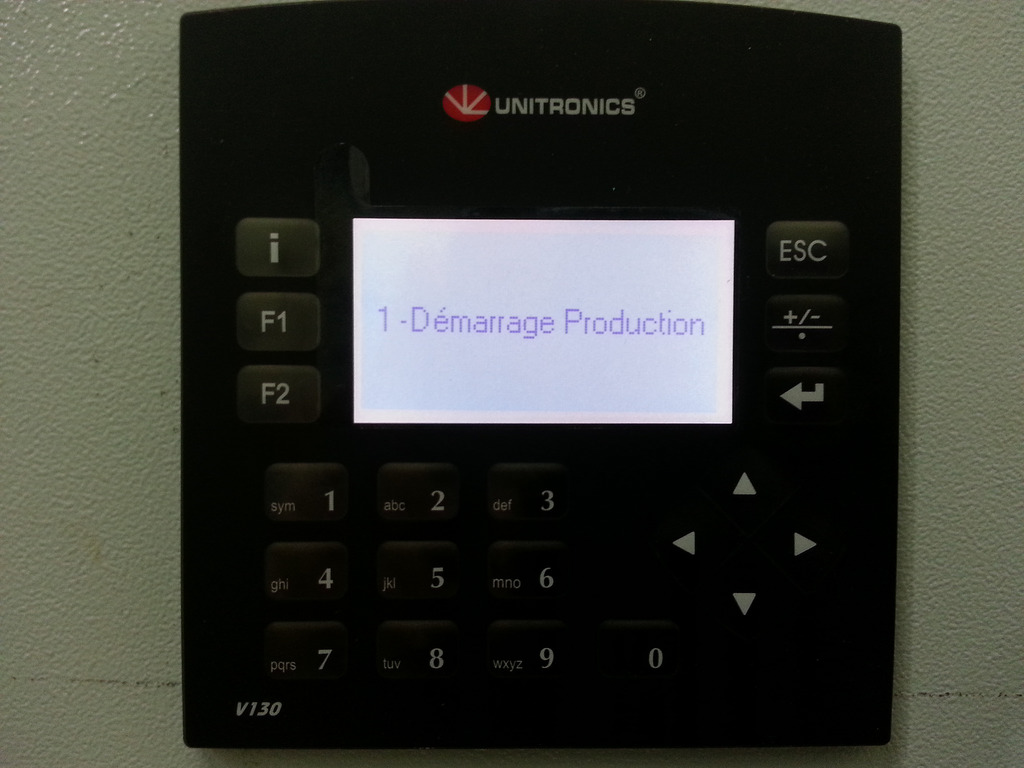 UNITRONICS®
i
ESC
F1
1 -Démarrage Production
+/-
F2
sym 1 abc 2 def 3
ghi 4 jkl 5 mno 6
pqrs 7 tuv 8 wxyz 9 0
V130